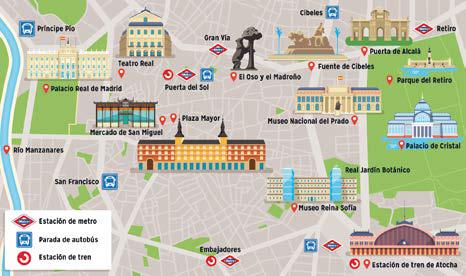 Príncipe Pío
Teatro Real
Gran Vía
Cibeles
Retiro
Puerta de Alcalá
Palacio Real de Madrid
Puerta del Sol
El Oso y el Madroño
Fuente de Cibeles
Parque del Retiro
Mercado de San Miguel
Plaza Mayor
Museo Nacional del Prado
Palacio de Cristal
Río Manzanares
San Francisco
Real Jardín Botánico
Museo Reina Sofía
Estación de metro
Parada de autobús
Estación de tren
Embajadores
Estación de tren de Atocha